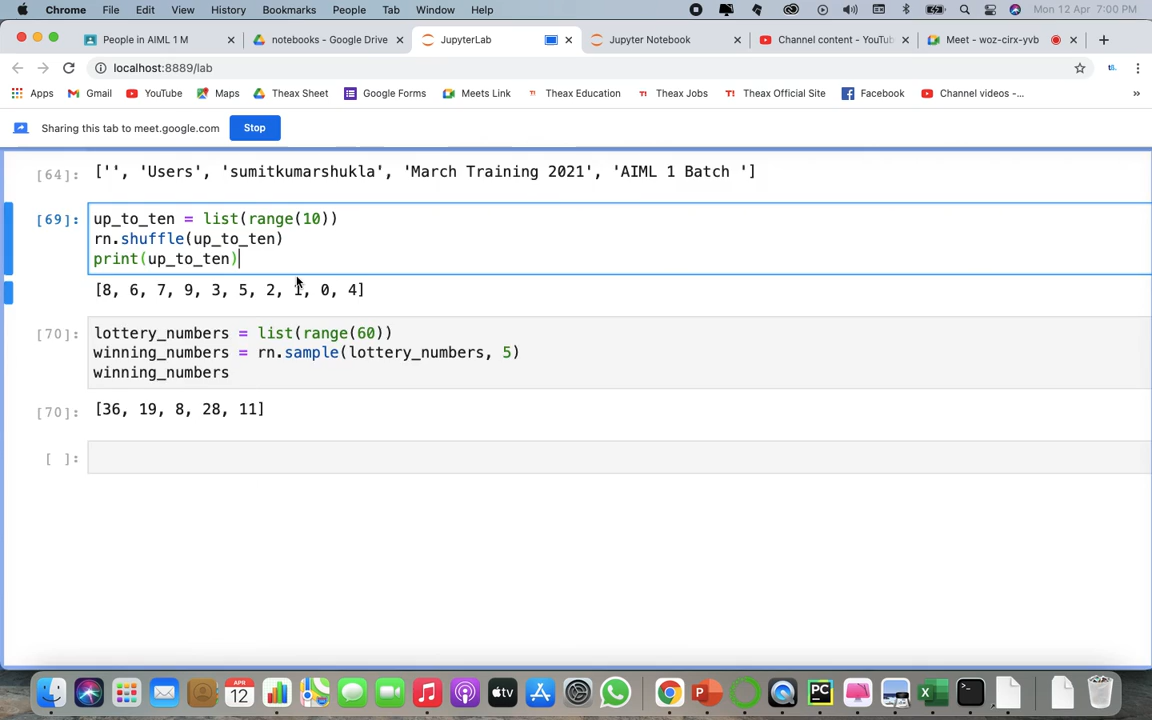 Chrome File Edit View History Bookmarks People Tab Window Help Mon 12 Apr 7:00 PM
People in AIML 1 M
notebooks - Google Drive
JupyterLab
Jupyter Notebook
Channel content - YouTub
Meet - woz-cirx-yvb
localhost:8889/lab
Apps Gmail YouTube Maps Theax Sheet Google Forms Meets Link Theax Education Theax Jobs Theax Official Site Facebook Channel videos -... »
Sharing this tab to meet.google.com Stop
[64]: ['', 'Users', 'sumitkumarshukla', 'March Training 2021', 'AIML 1 Batch ']
[69]: up_to_ten = list(range(10))
rn.shuffle(up_to_ten)
print(up_to_ten)
[8, 6, 7, 9, 3, 5, 2, 1, 0, 4]
[70]: lottery_numbers = list(range(60))
winning_numbers = rn.sample(lottery_numbers, 5)
winning_numbers
[70]: [36, 19, 8, 28, 11]
[ ]:
APR
12
tv
PC